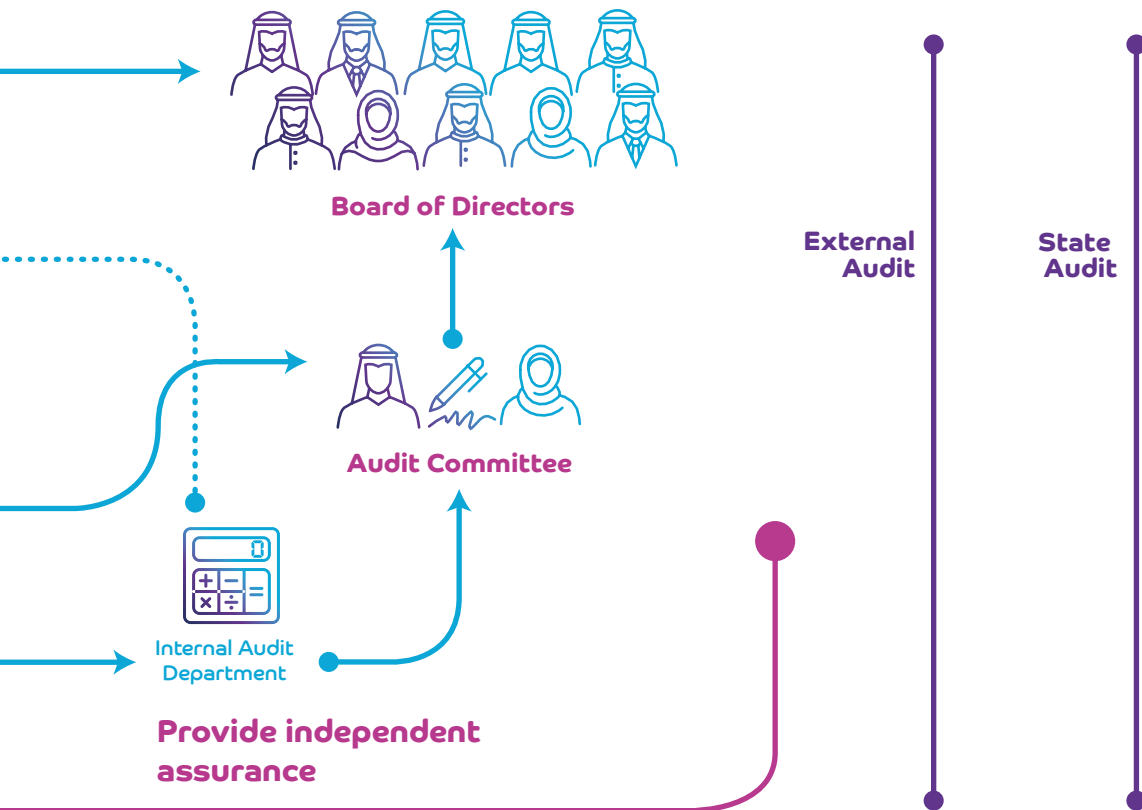 Board of Directors
External
Audit
State
Audit
Audit Committee
0
+ −
× ÷ =
Internal Audit
Department
Provide independent
assurance